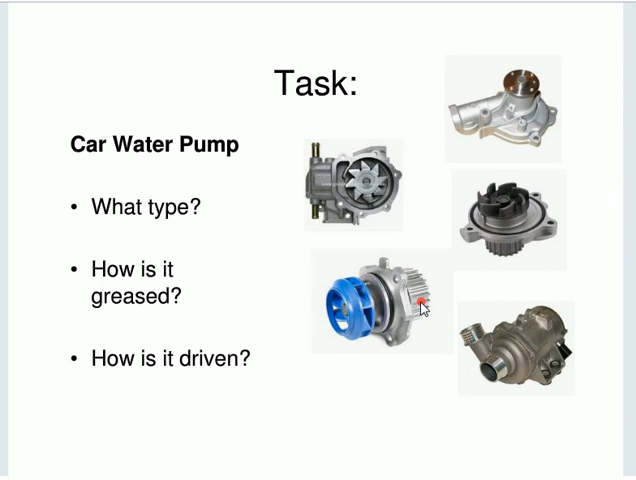 Task:
Car Water Pump
• What type?
• How is it
greased?
• How is it driven?